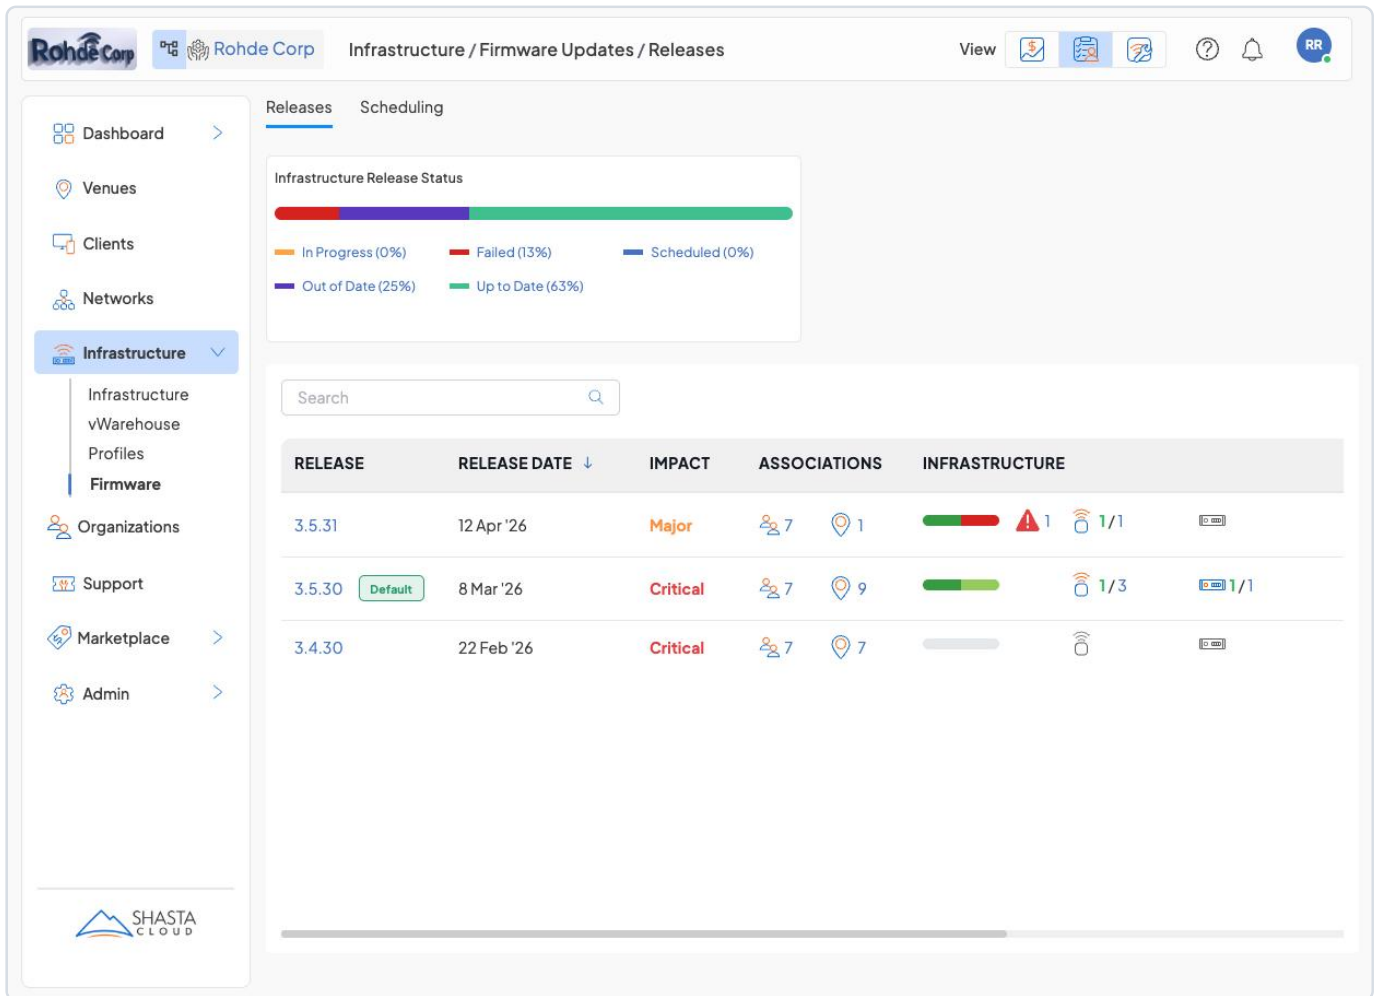 Rohde Corp
Rohde Corp
Infrastructure / Firmware Updates / Releases
View
RR
Dashboard
Venues
Clients
Networks
Infrastructure
Infrastructure
vWarehouse
Profiles
Firmware
Organizations
Support
Marketplace
Admin
SHASTA
CLOUD
Releases Scheduling
Infrastructure Release Status
In Progress (0%) Failed (13%) Scheduled (0%)
Out of Date (25%) Up to Date (63%)
Search
RELEASE RELEASE DATE IMPACT ASSOCIATIONS INFRASTRUCTURE
3.5.31 12 Apr '26 Major 7 1 1 1/1
3.5.30 Default 8 Mar '26 Critical 7 9 1/3 1/1
3.4.30 22 Feb '26 Critical 7 7